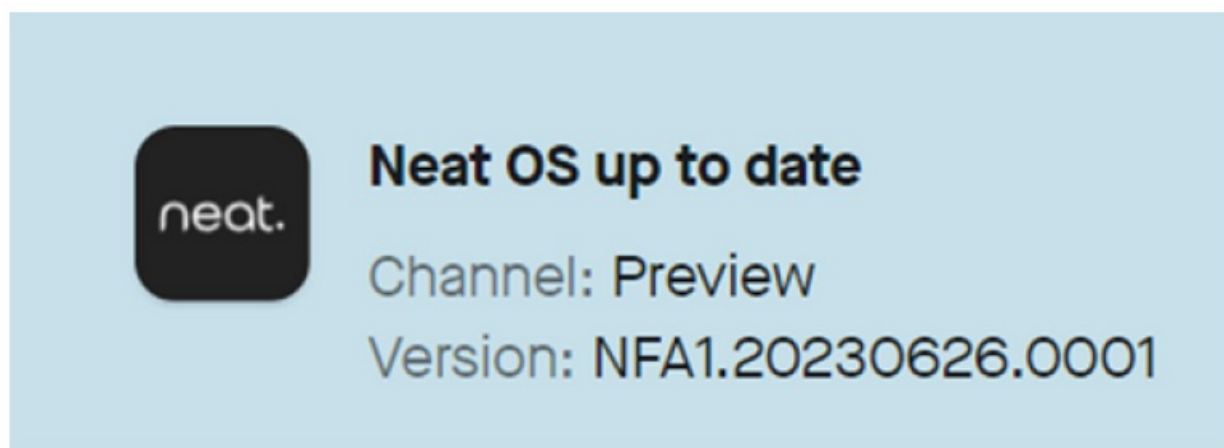 neat.
Neat OS up to date
Channel: Preview
Version: NFA1.20230626.0001